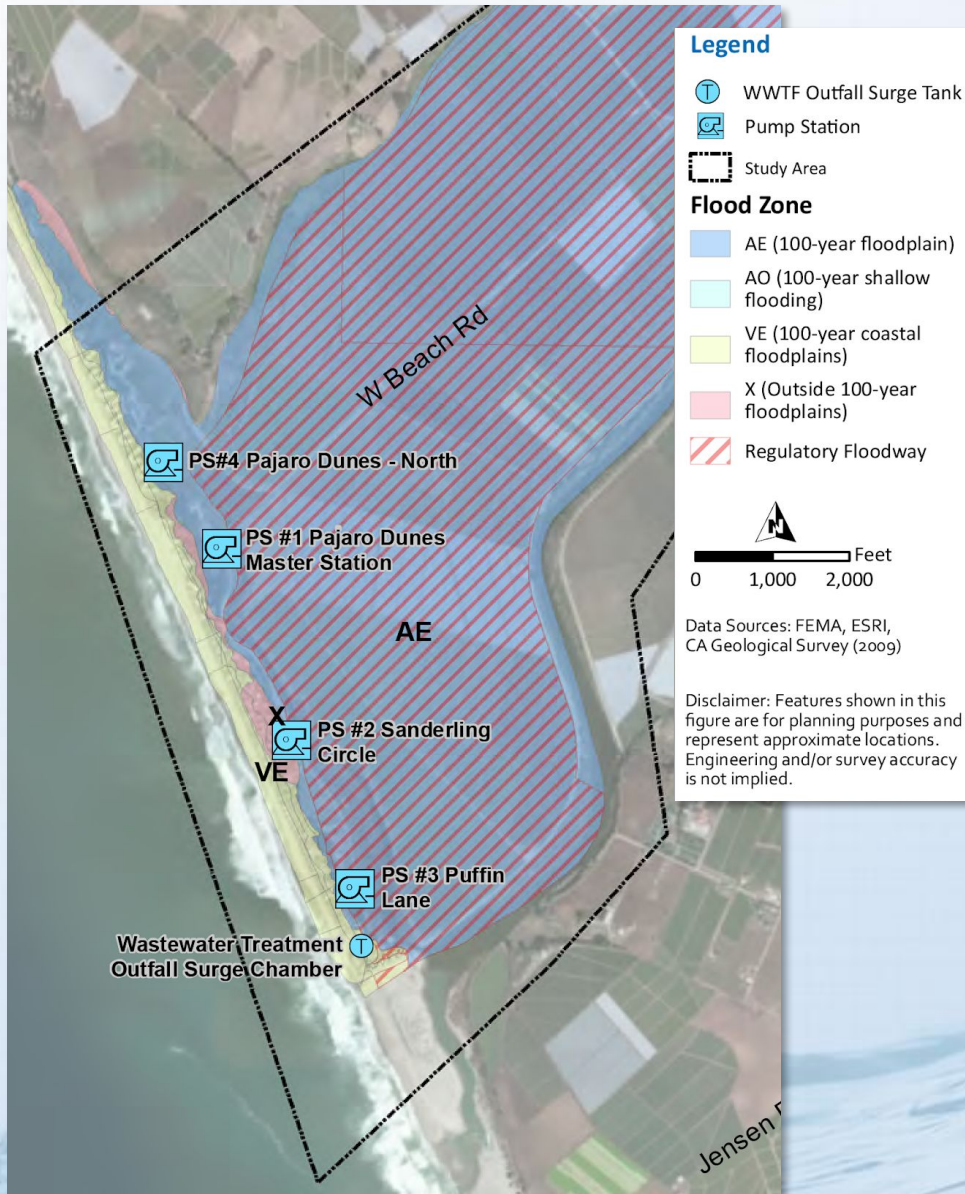 W Beach Rd
PS#4 Pajaro Dunes - North
PS #1 Pajaro Dunes
Master Station
AE
X
PS #2 Sanderling
Circle
VE
PS #3 Puffin
Lane
Wastewater Treatment
Outfall Surge Chamber
T
Jensen
Legend
T
WWTF Outfall Surge Tank
Pump Station
Study Area
Flood Zone
AE (100-year floodplain)
AO (100-year shallow
flooding)
VE (100-year coastal
floodplains)
X (Outside 100-year
floodplains)
Regulatory Floodway
N
Feet
0 1,000 2,000
Data Sources: FEMA, ESRI,
CA Geological Survey (2009)
Disclaimer: Features shown in this
figure are for planning purposes and
represent approximate locations.
Engineering and/or survey accuracy
is not implied.